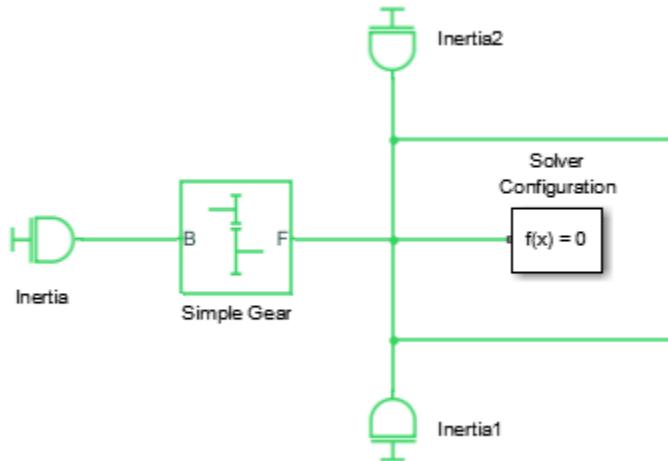 Inertia2
Solver
Configuration
B
F
f(x) = 0
Inertia
Simple Gear
Inertia1